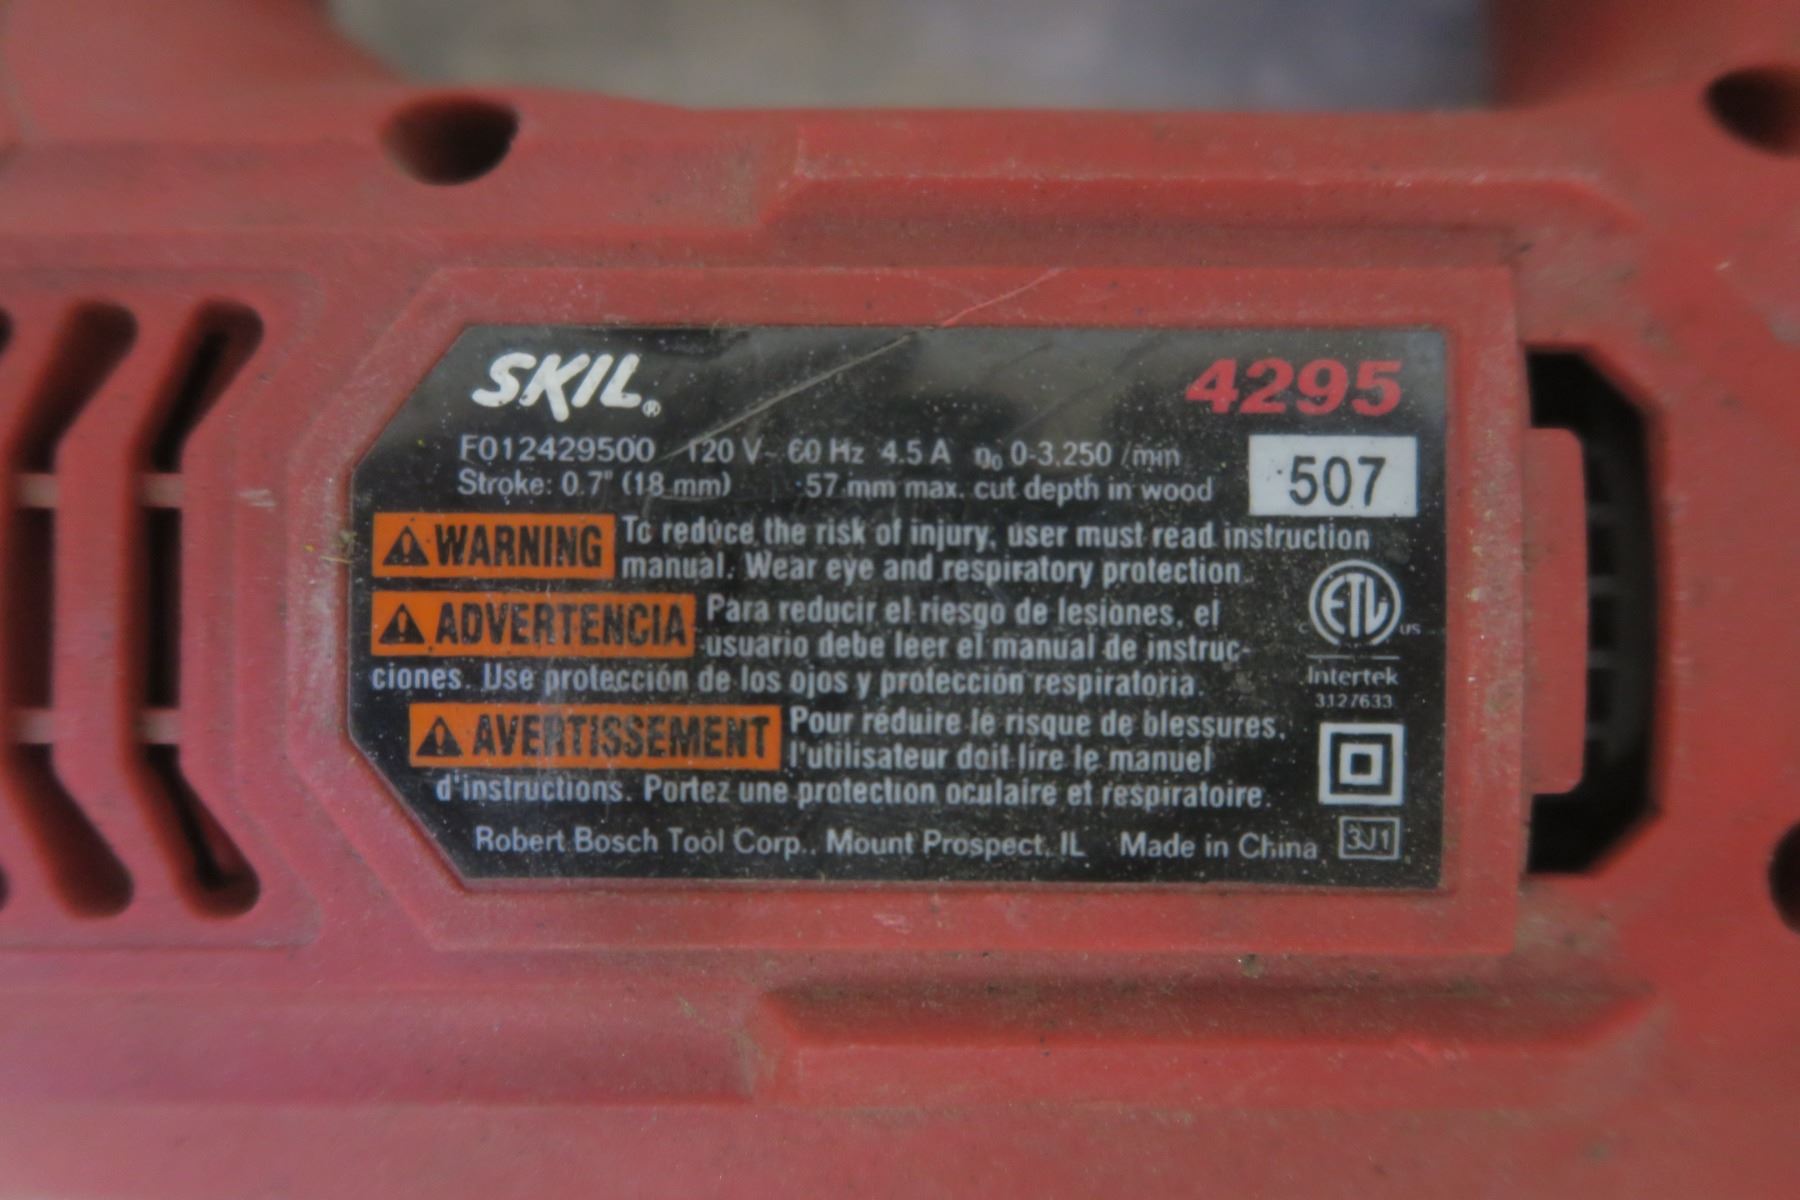 SKIL® 4295
F012429500 120 V~ 60 Hz 4.5 A n₀ 0-3,250 /min
Stroke: 0.7" (18 mm) 57 mm max. cut depth in wood
507
WARNING To reduce the risk of injury, user must read instruction
manual. Wear eye and respiratory protection.
ADVERTENCIA Para reducir el riesgo de lesiones, el
usuario debe leer el manual de instruc-
ciones. Use protección de los ojos y protección respiratoria.
AVERTISSEMENT Pour réduire le risque de blessures,
l'utilisateur doit lire le manuel
d'instructions. Portez une protection oculaire et respiratoire.
C ETL US
Intertek
3127633
Robert Bosch Tool Corp., Mount Prospect, IL Made in China 3J1